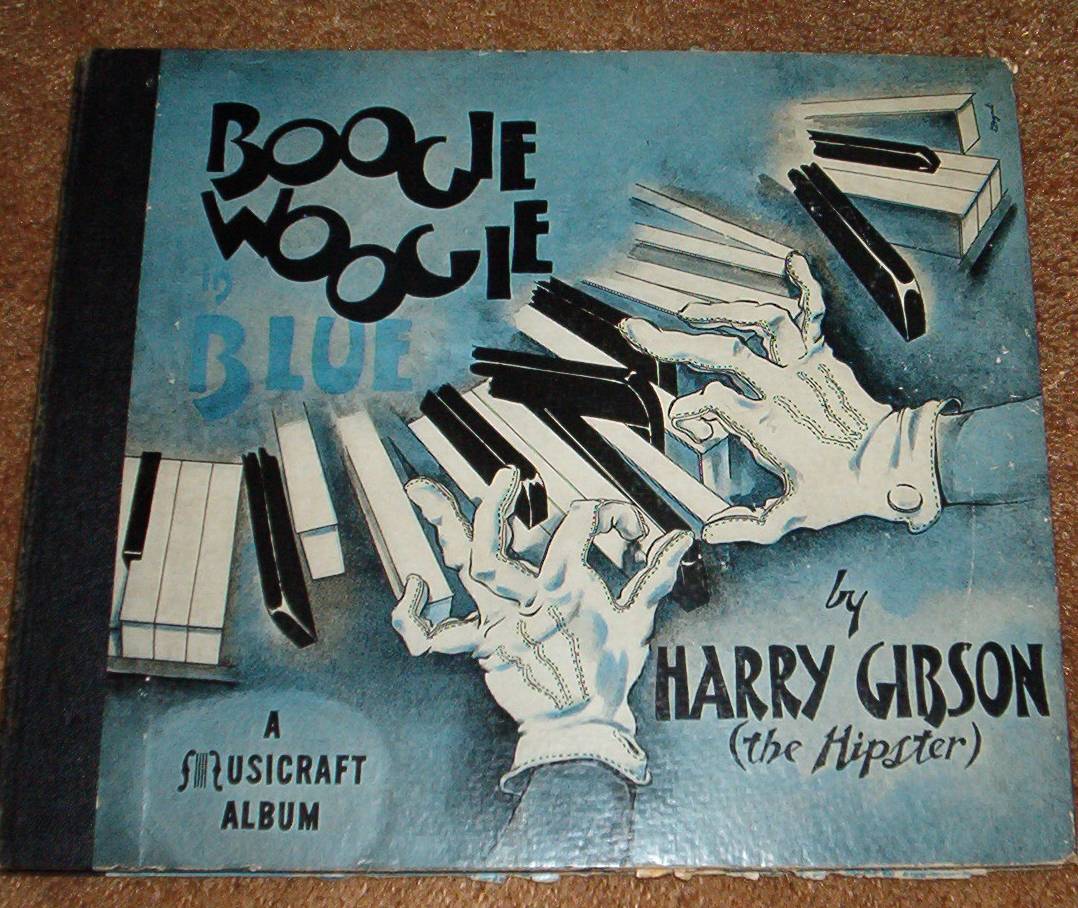 BOOGIE
WOOGIE
in
BLUE
by
HARRY GIBSON
(the Hipster)
A
MUSICRAFT
ALBUM